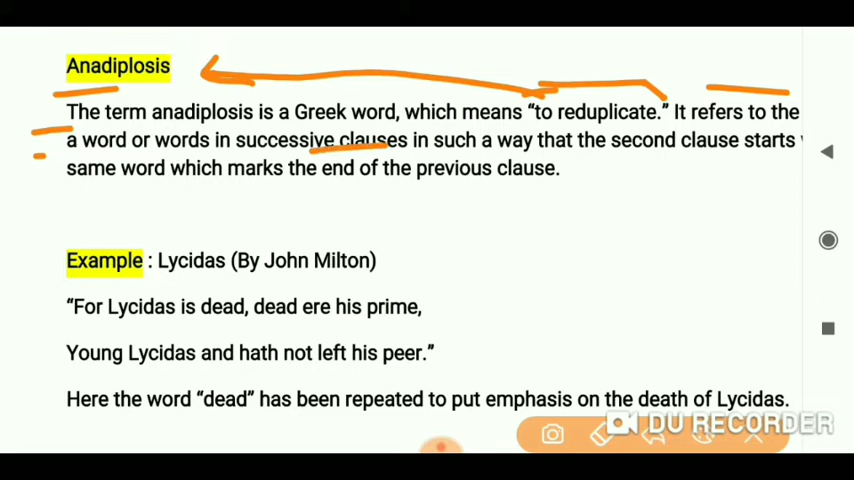 Anadiplosis
The term anadiplosis is a Greek word, which means “to reduplicate.” It refers to the
a word or words in successive clauses in such a way that the second clause starts
same word which marks the end of the previous clause.
Example : Lycidas (By John Milton)
“For Lycidas is dead, dead ere his prime,
Young Lycidas and hath not left his peer.”
Here the word “dead” has been repeated to put emphasis on the death of Lycidas.
DU RECORDER